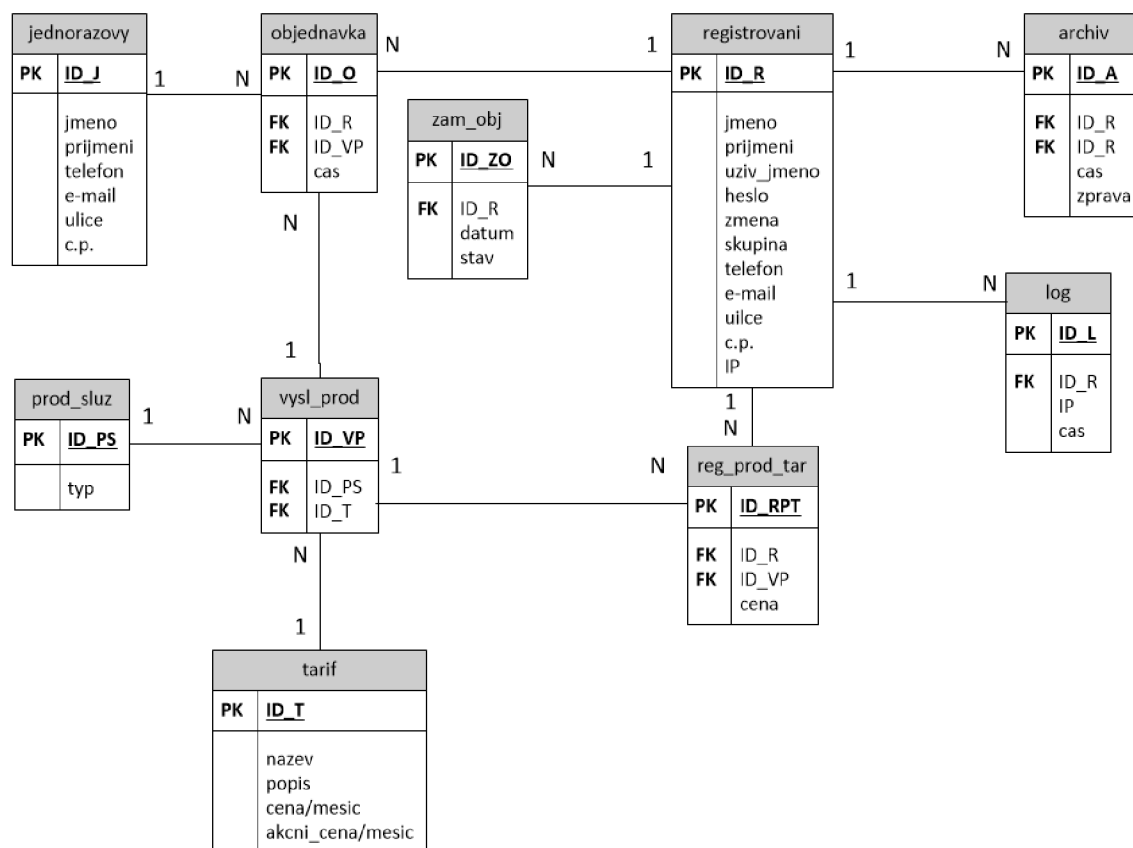 jednorazovy
PK ID_J
jmeno
prijmeni
telefon
e-mail
ulice
c.p.
1 N
objednavka
PK ID_O
FK ID_R
FK ID_VP
cas
N 1
registrovani
PK ID_R
jmeno
prijmeni
uziv_jmeno
heslo
zmena
skupina
telefon
e-mail
uilce
c.p.
IP
1 N
archiv
PK ID_A
FK ID_R
FK ID_R
cas
zprava
zam_obj
PK ID_ZO
FK ID_R
datum
stav
N 1
1 N
log
PK ID_L
FK ID_R
IP
cas
N
1
prod_sluz
PK ID_PS
typ
1 N
vysl_prod
PK ID_VP
FK ID_PS
FK ID_T
1 N
1
N
reg_prod_tar
PK ID_RPT
FK ID_R
FK ID_VP
cena
N
1
tarif
PK ID_T
nazev
popis
cena/mesic
akcni_cena/mesic